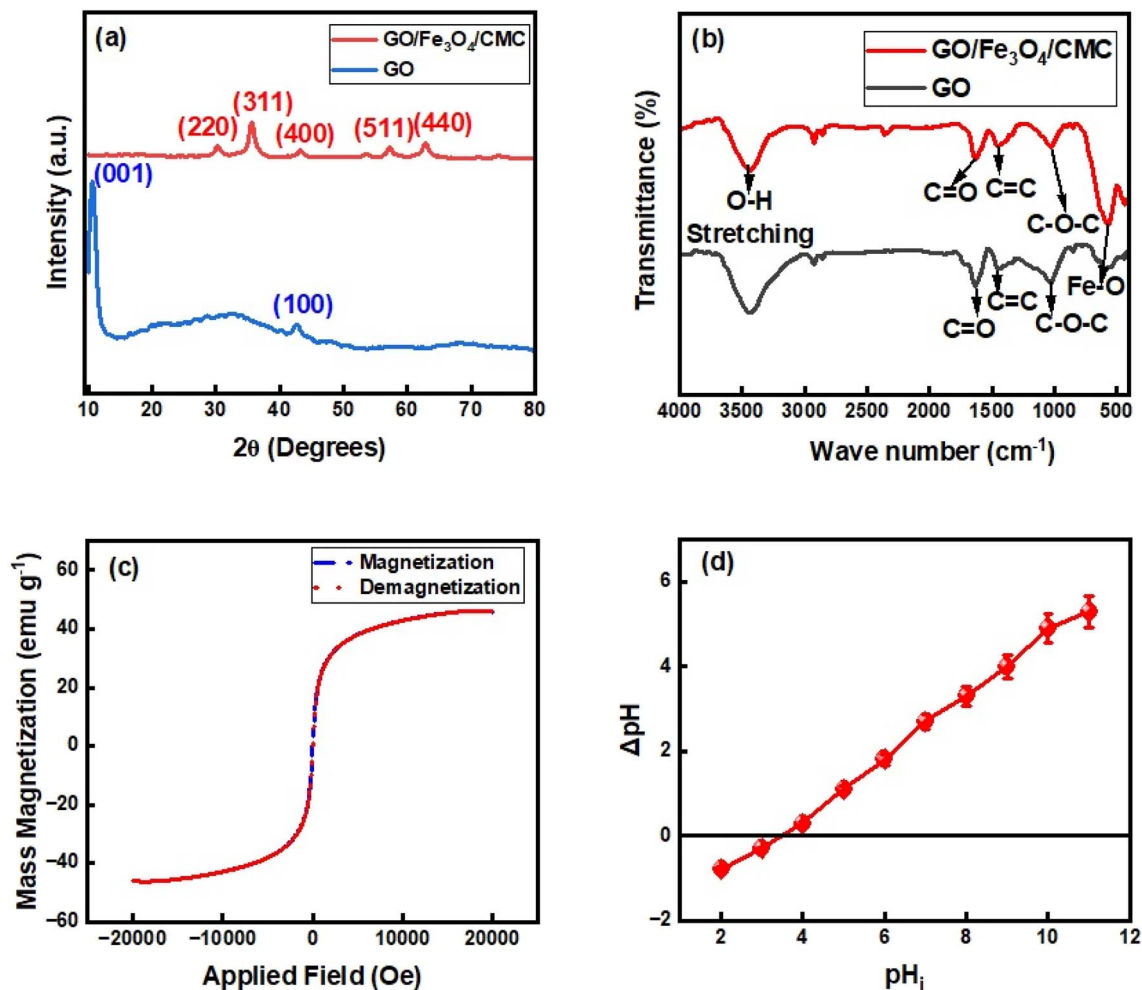 (a)
GO/Fe₃O₄/CMC
GO
(311)
(220)
(400)
(511)
(440)
(001)
(100)
Intensity (a.u.)
10 20 30 40 50 60 70 80
2θ (Degrees)
(b)
GO/Fe₃O₄/CMC
GO
O-H
Stretching
C=O
C=C
C-O-C
Fe-O
C=O
C=C
C-O-C
Transmittance (%)
4000 3000 2000 1500 1000 500
Wave number (cm⁻¹)
(c)
Magnetization
Demagnetization
Mass Magnetization (emu g⁻¹)
60
40
20
0
−20
−40
−60
−20000 −10000 0 10000 20000
Applied Field (Oe)
(d)
ΔpH
6
4
2
0
−2
2 4 6 8 10 12
pHᵢ